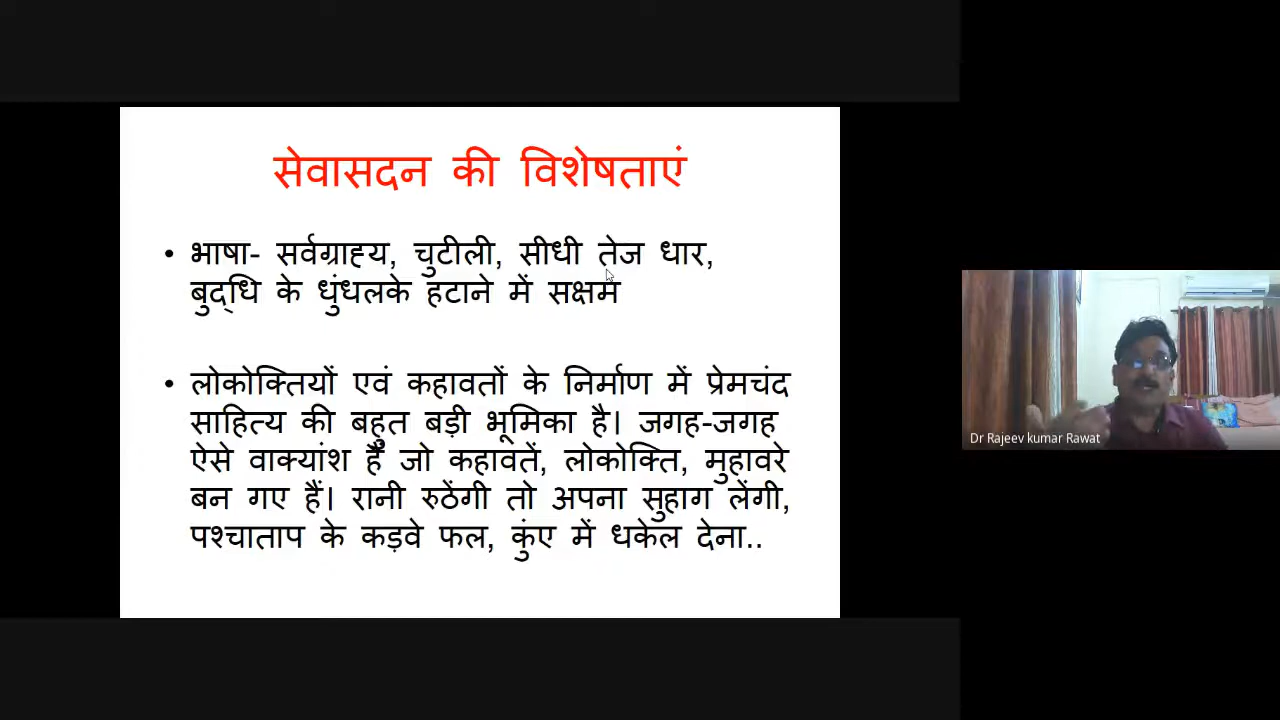 सेवासदन की विशेषताएं
• भाषा- सर्वग्राह्य, चुटीली, सीधी तेज धार,
बुद्धि के धुंधलके हटाने में सक्षम
• लोकोक्तियों एवं कहावतों के निर्माण में प्रेमचंद
साहित्य की बहुत बड़ी भूमिका है। जगह-जगह
ऐसे वाक्यांश हैं जो कहावतें, लोकोक्ति, मुहावरे
बन गए हैं। रानी रुठेंगी तो अपना सुहाग लेंगी,
पश्चाताप के कड़वे फल, कुंए में धकेल देना..
Dr Rajeev kumar Rawat